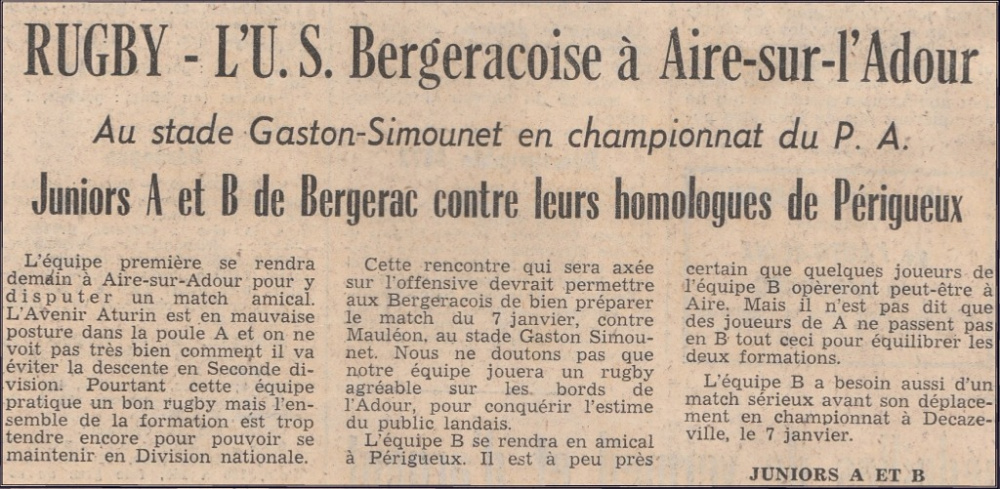 RUGBY - L'U. S. Bergeracoise à Aire-sur-l'Adour
Au stade Gaston-Simounet en championnat du P. A.
Juniors A et B de Bergerac contre leurs homologues de Périgueux
L'équipe première se rendra
demain à Aire-sur-Adour pour y
disputer un match amical.
L'Avenir Aturin est en mauvaise
posture dans la poule A et on ne
voit pas très bien comment il va
éviter la descente en Seconde di-
vision. Pourtant cette équipe
pratique un bon rugby mais l'en-
semble de la formation est trop
tendre encore pour pouvoir se
maintenir en Division nationale.
Cette rencontre qui sera axée
sur l'offensive devrait permettre
aux Bergeracois de bien préparer
le match du 7 janvier, contre
Mauléon, au stade Gaston Simou-
net. Nous ne doutons pas que
notre équipe jouera un rugby
agréable sur les bords de
l'Adour, pour conquérir l'estime
du public landais.
L'équipe B se rendra en amical
à Périgueux. Il est à peu près
certain que quelques joueurs de
l'équipe B opèreront peut-être à
Aire. Mais il n'est pas dit que
des joueurs de A ne passent pas
en B tout ceci pour équilibrer les
deux formations.
L'équipe B a besoin aussi d'un
match sérieux avant son déplace-
ment en championnat à Decaze-
ville, le 7 janvier.
JUNIORS A ET B